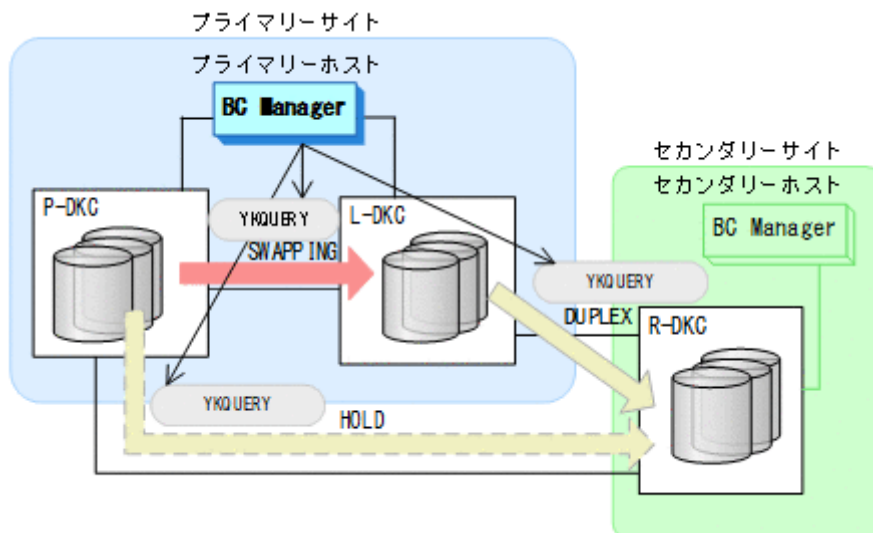 プライマリーサイト
プライマリーホスト
BC Manager
セカンダリーサイト
セカンダリーホスト
P-DKC
YKQUERY
L-DKC
BC Manager
SWAPPING
YKQUERY
DUPLEX
R-DKC
YKQUERY
HOLD